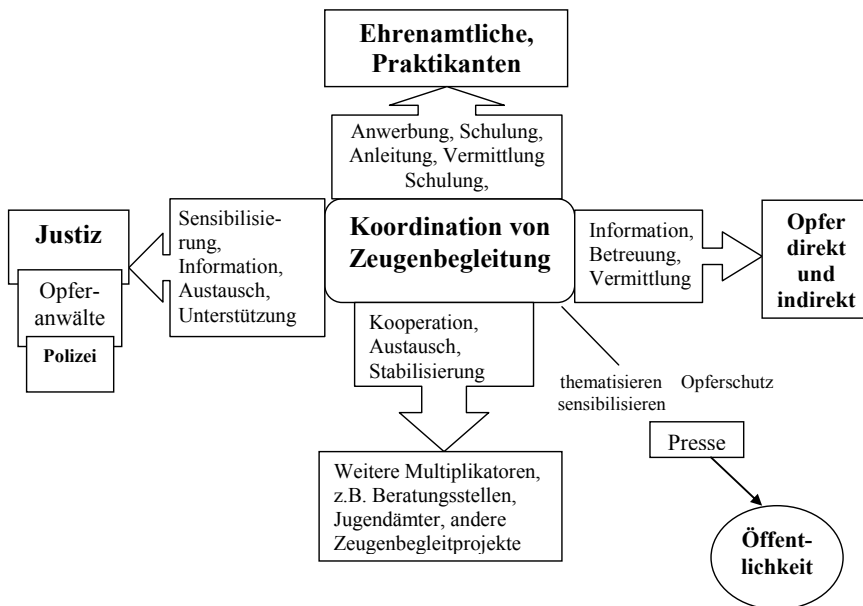 Ehrenamtliche,
Praktikanten
Anwerbung, Schulung,
Anleitung, Vermittlung
Schulung,
Justiz
Opfer-
anwälte
Polizei
Sensibilisie-
rung,
Information,
Austausch,
Unterstützung
Koordination von
Zeugenbegleitung
Information,
Betreuung,
Vermittlung
Opfer
direkt
und
indirekt
Kooperation,
Austausch,
Stabilisierung
thematisieren Opferschutz
sensibilisieren
Presse
Weitere Multiplikatoren,
z.B. Beratungsstellen,
Jugendämter, andere
Zeugenbegleitprojekte
Öffent-
lichkeit